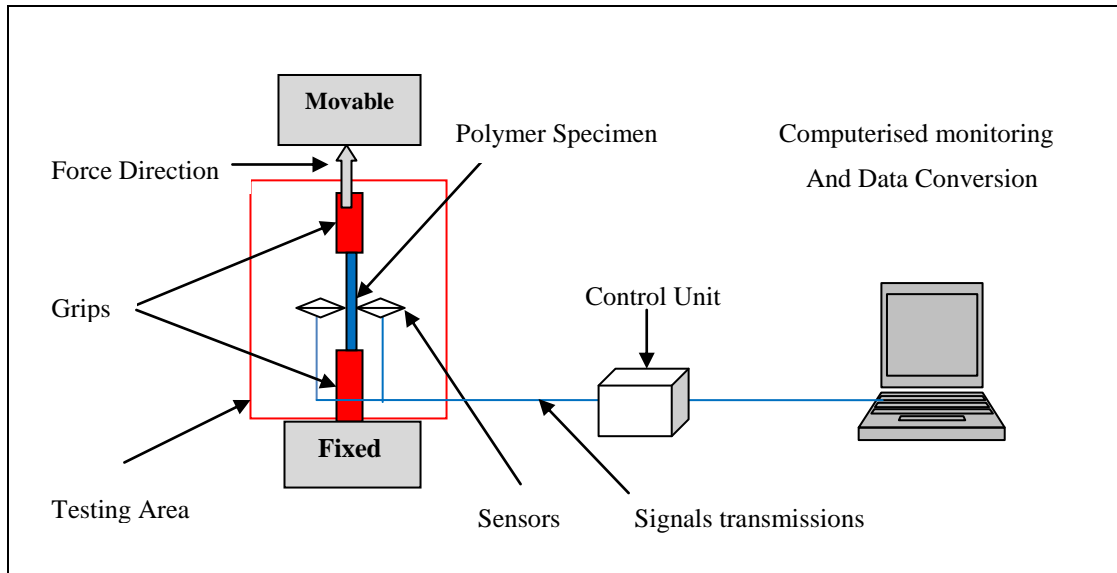 Movable
Polymer Specimen
Computerised monitoring
And Data Conversion
Force Direction
Grips
Control Unit
Fixed
Testing Area
Sensors
Signals transmissions